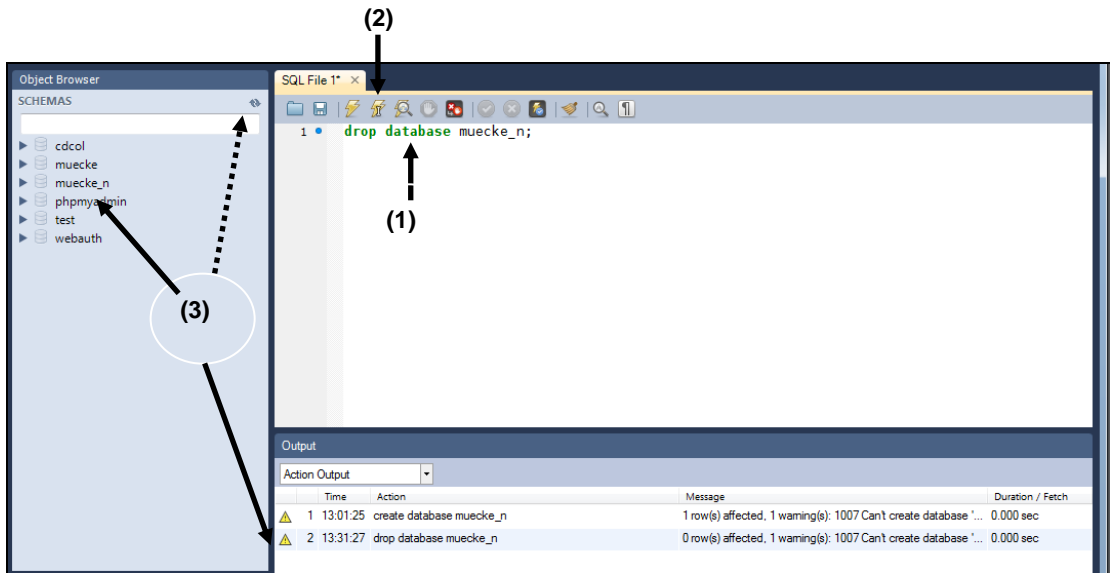 (2)
Object Browser
SCHEMAS
cdcol
muecke
muecke_n
phpmyadmin
test
webauth
(3)
SQL File 1* ×
1 drop database muecke_n;
(1)
Output
Action Output
Time Action Message Duration / Fetch
1 13:01:25 create database muecke_n 1 row(s) affected, 1 warning(s): 1007 Can't create database '... 0.000 sec
2 13:31:27 drop database muecke_n 0 row(s) affected, 1 warning(s): 1007 Can't create database '... 0.000 sec